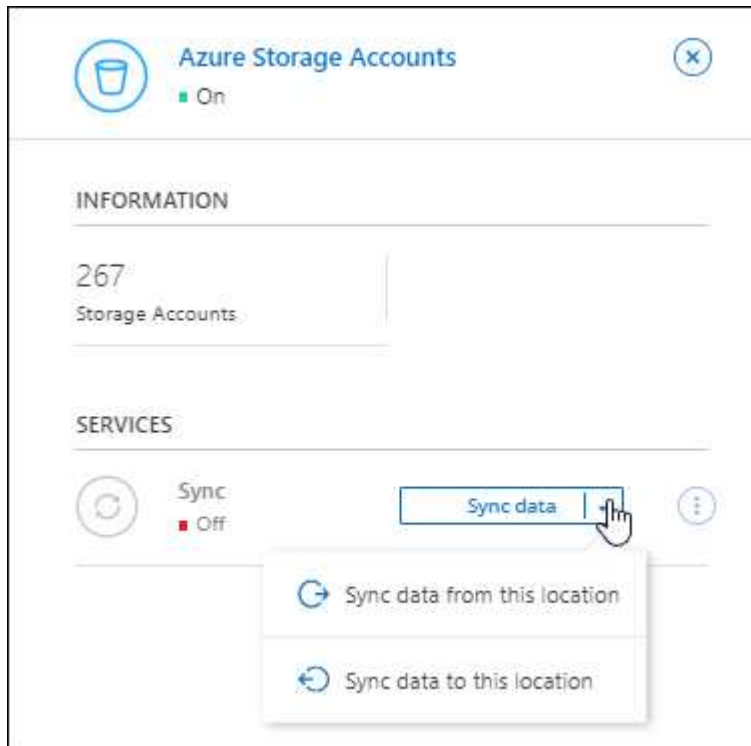 Azure Storage Accounts
On
INFORMATION
267
Storage Accounts
SERVICES
Sync
Off
Sync data
Sync data from this location
Sync data to this location